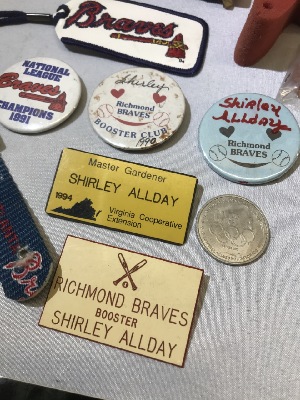 Braves
NATIONAL
LEAGUE
Braves
CHAMPIONS
1991
Shirley
Richmond
BRAVES
BOOSTER CLUB
1990
Shirley
ALLDAY
Richmond
BRAVES
Master Gardener
SHIRLEY ALLDAY
1994
Virginia Cooperative
Extension
RICHMOND BRAVES
BOOSTER
SHIRLEY ALLDAY